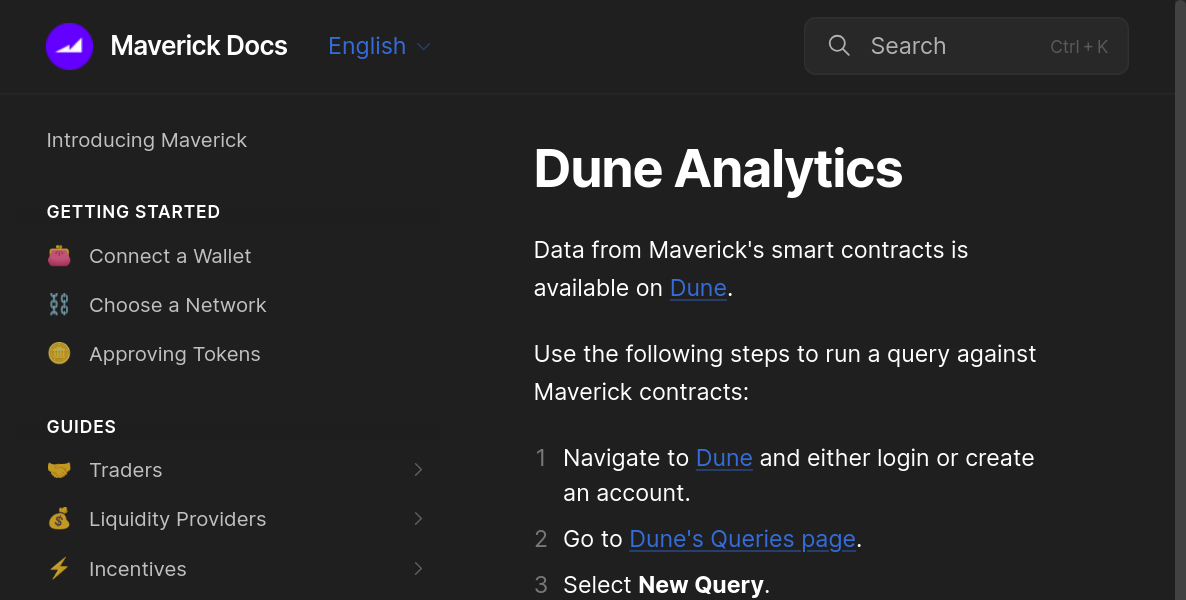 Maverick Docs
English
Search
Ctrl + K
Introducing Maverick
GETTING STARTED
Connect a Wallet
Choose a Network
Approving Tokens
GUIDES
Traders
Liquidity Providers
Incentives
Dune Analytics
Data from Maverick's smart contracts is
available on Dune.
Use the following steps to run a query against
Maverick contracts:
1 Navigate to Dune and either login or create
an account.
2 Go to Dune's Queries page.
3 Select New Query.